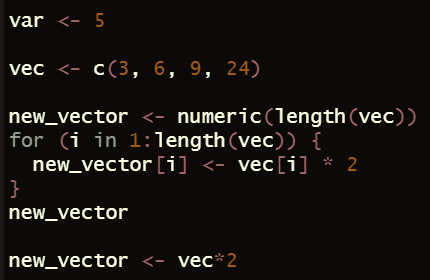 var <- 5
vec <- c(3, 6, 9, 24)
new_vector <- numeric(length(vec))
for (i in 1:length(vec)) {
  new_vector[i] <- vec[i] * 2
}
new_vector
new_vector <- vec*2